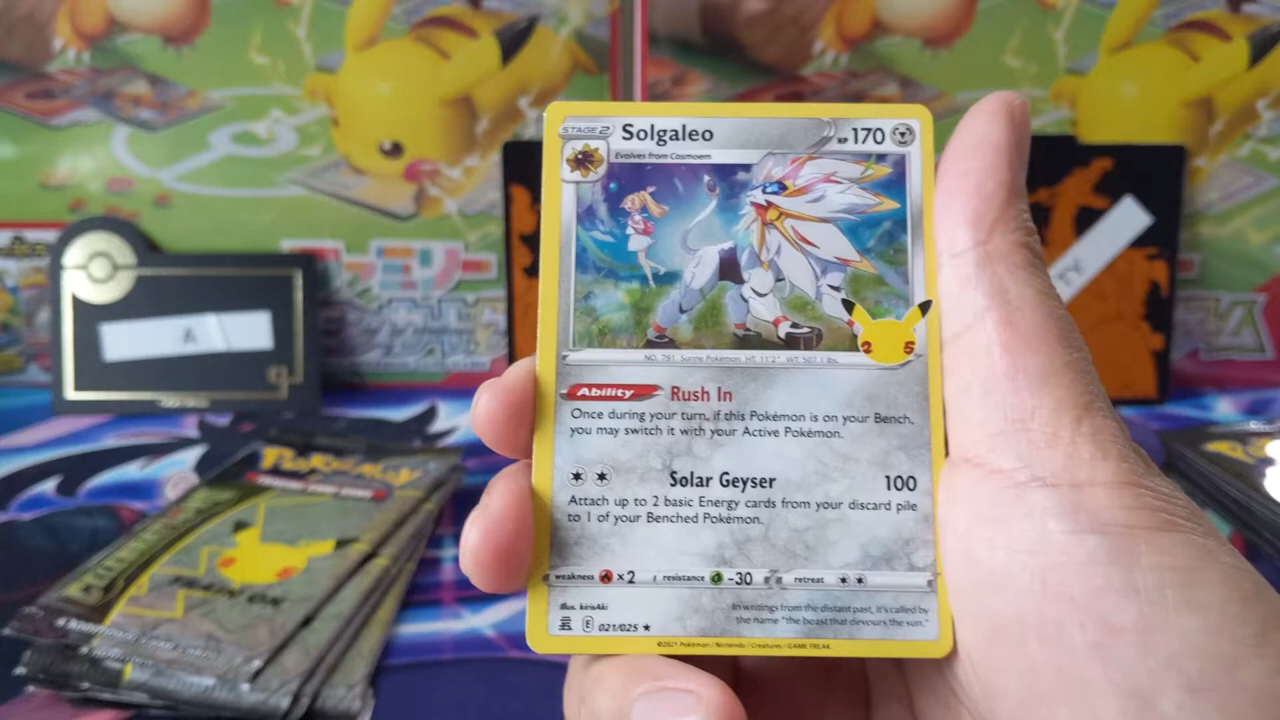 STAGE 2
Solgaleo
HP 170
Evolves from Cosmoem
NO. 791 Sunne Pokémon HT: 11'2" WT: 507.1 lbs.
2 5
Ability Rush In
Once during your turn, if this Pokémon is on your Bench,
you may switch it with your Active Pokémon.
Solar Geyser 100
Attach up to 2 basic Energy cards from your discard pile
to 1 of your Benched Pokémon.
weakness ×2 resistance -30 retreat
Illus. kirisAki
In writings from the distant past, it's called by
the name "the beast that devours the sun."
E 021/025 ★
©2021 Pokémon / Nintendo / Creatures / GAME FREAK
A
TY
POKÉMON